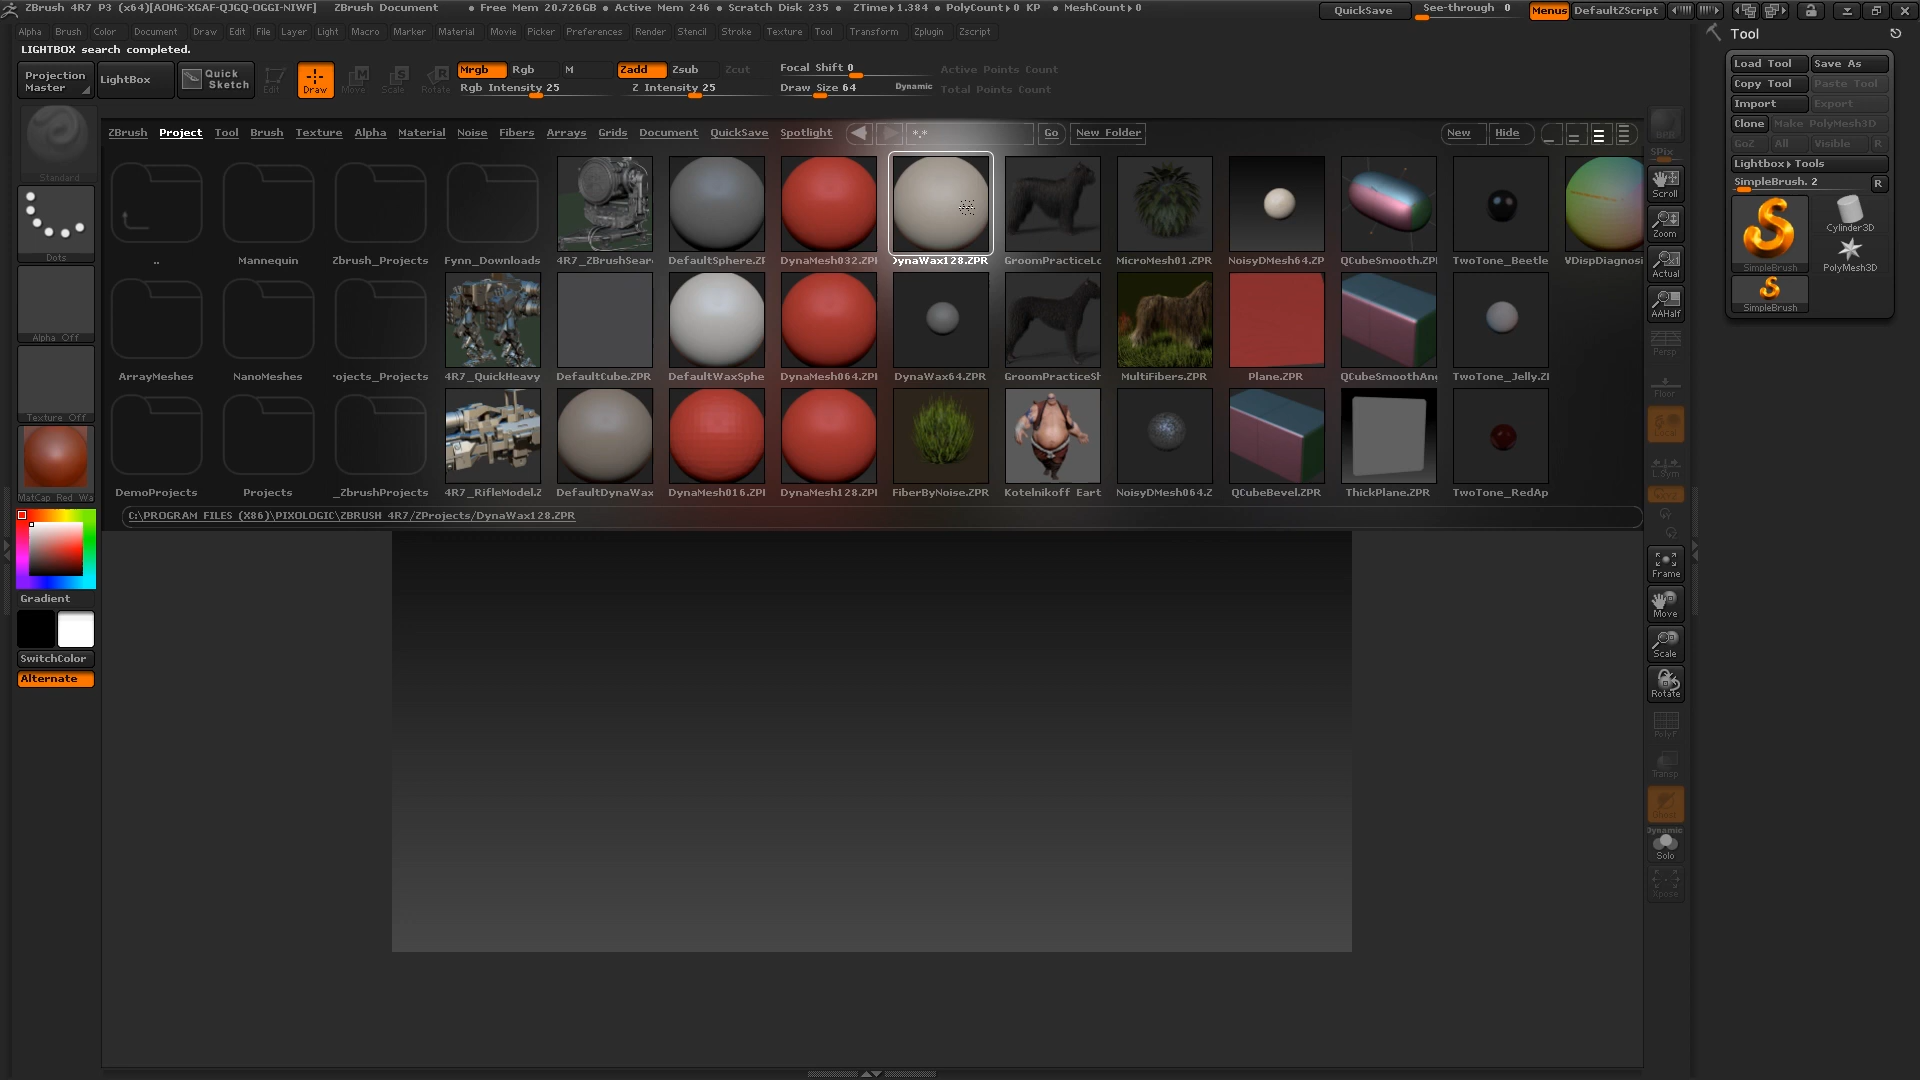 ZBrush 4R7 P3 (x64)[AOHG-XGAF-QJGQ-OGGI-NIWF] ZBrush Document • Free Mem 20.726GB • Active Mem 246 • Scratch Disk 235 • ZTime▸1.384 • PolyCount▸0 KP • MeshCount▸0 QuickSave See-through 0 Menus DefaultZScript
Alpha Brush Color Document Draw Edit File Layer Light Macro Marker Material Movie Picker Preferences Render Stencil Stroke Texture Tool Transform Zplugin Zscript
LIGHTBOX search completed.
Projection Master
LightBox
Quick Sketch
Edit
Draw
Move
Scale
Rotate
Mrgb Rgb M
Rgb Intensity 25
Zadd Zsub Zcut
Z Intensity 25
Focal Shift 0
Draw Size 64 Dynamic
Active Points Count
Total Points Count
ZBrush Project Tool Brush Texture Alpha Material Noise Fibers Arrays Grids Document QuickSave Spotlight *.* Go New Folder New Hide
.. Mannequin Zbrush_Projects Fynn_Downloads 4R7_ZBrushSear DefaultSphere.ZP DynaMesh032.ZPI DynaWax128.ZPR GroomPracticeLo MicroMesh01.ZPR NoisyDMesh64.ZP QCubeSmooth.ZPI TwoTone_Beetle VDispDiagnosi
ArrayMeshes NanoMeshes ojects_Projects 4R7_QuickHeavy DefaultCube.ZPR DefaultWaxSphe DynaMesh064.ZPI DynaWax64.ZPR GroomPracticeSh MultiFibers.ZPR Plane.ZPR QCubeSmoothAn TwoTone_Jelly.ZI
DemoProjects Projects _ZbrushProjects 4R7_RifleModel.Z DefaultDynaWax DynaMesh016.ZPI DynaMesh128.ZPI FiberByNoise.ZPR Kotelnikoff Eart NoisyDMesh064.Z QCubeBevel.ZPR ThickPlane.ZPR TwoTone_RedAp
C:\PROGRAM FILES (X86)\PIXOLOGIC\ZBRUSH 4R7/ZProjects/DynaWax128.ZPR
Standard
Dots
Alpha Off
Texture Off
MatCap Red Wa
Gradient
SwitchColor
Alternate
BPR
SPix
Scroll
Zoom
Actual
AAHalf
Persp
Floor
Local
L.Sym
Frame
Move
Scale
Rotate
PolyF
Transp
Ghost
Dynamic
Solo
Xpose
Tool
Load Tool Save As
Copy Tool Paste Tool
Import Export
Clone Make PolyMesh3D
GoZ All Visible R
Lightbox▸Tools
SimpleBrush. 2 R
SimpleBrush
Cylinder3D
PolyMesh3D
SimpleBrush